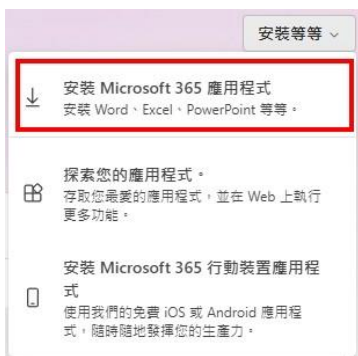 安裝等等
安裝 Microsoft 365 應用程式
安裝 Word、Excel、PowerPoint 等等。
探索您的應用程式。
存取您最愛的應用程式，並在 Web 上執行
更多功能。
安裝 Microsoft 365 行動裝置應用程
式
使用我們的免費 iOS 或 Android 應用程
式，隨時隨地發揮您的生產力。